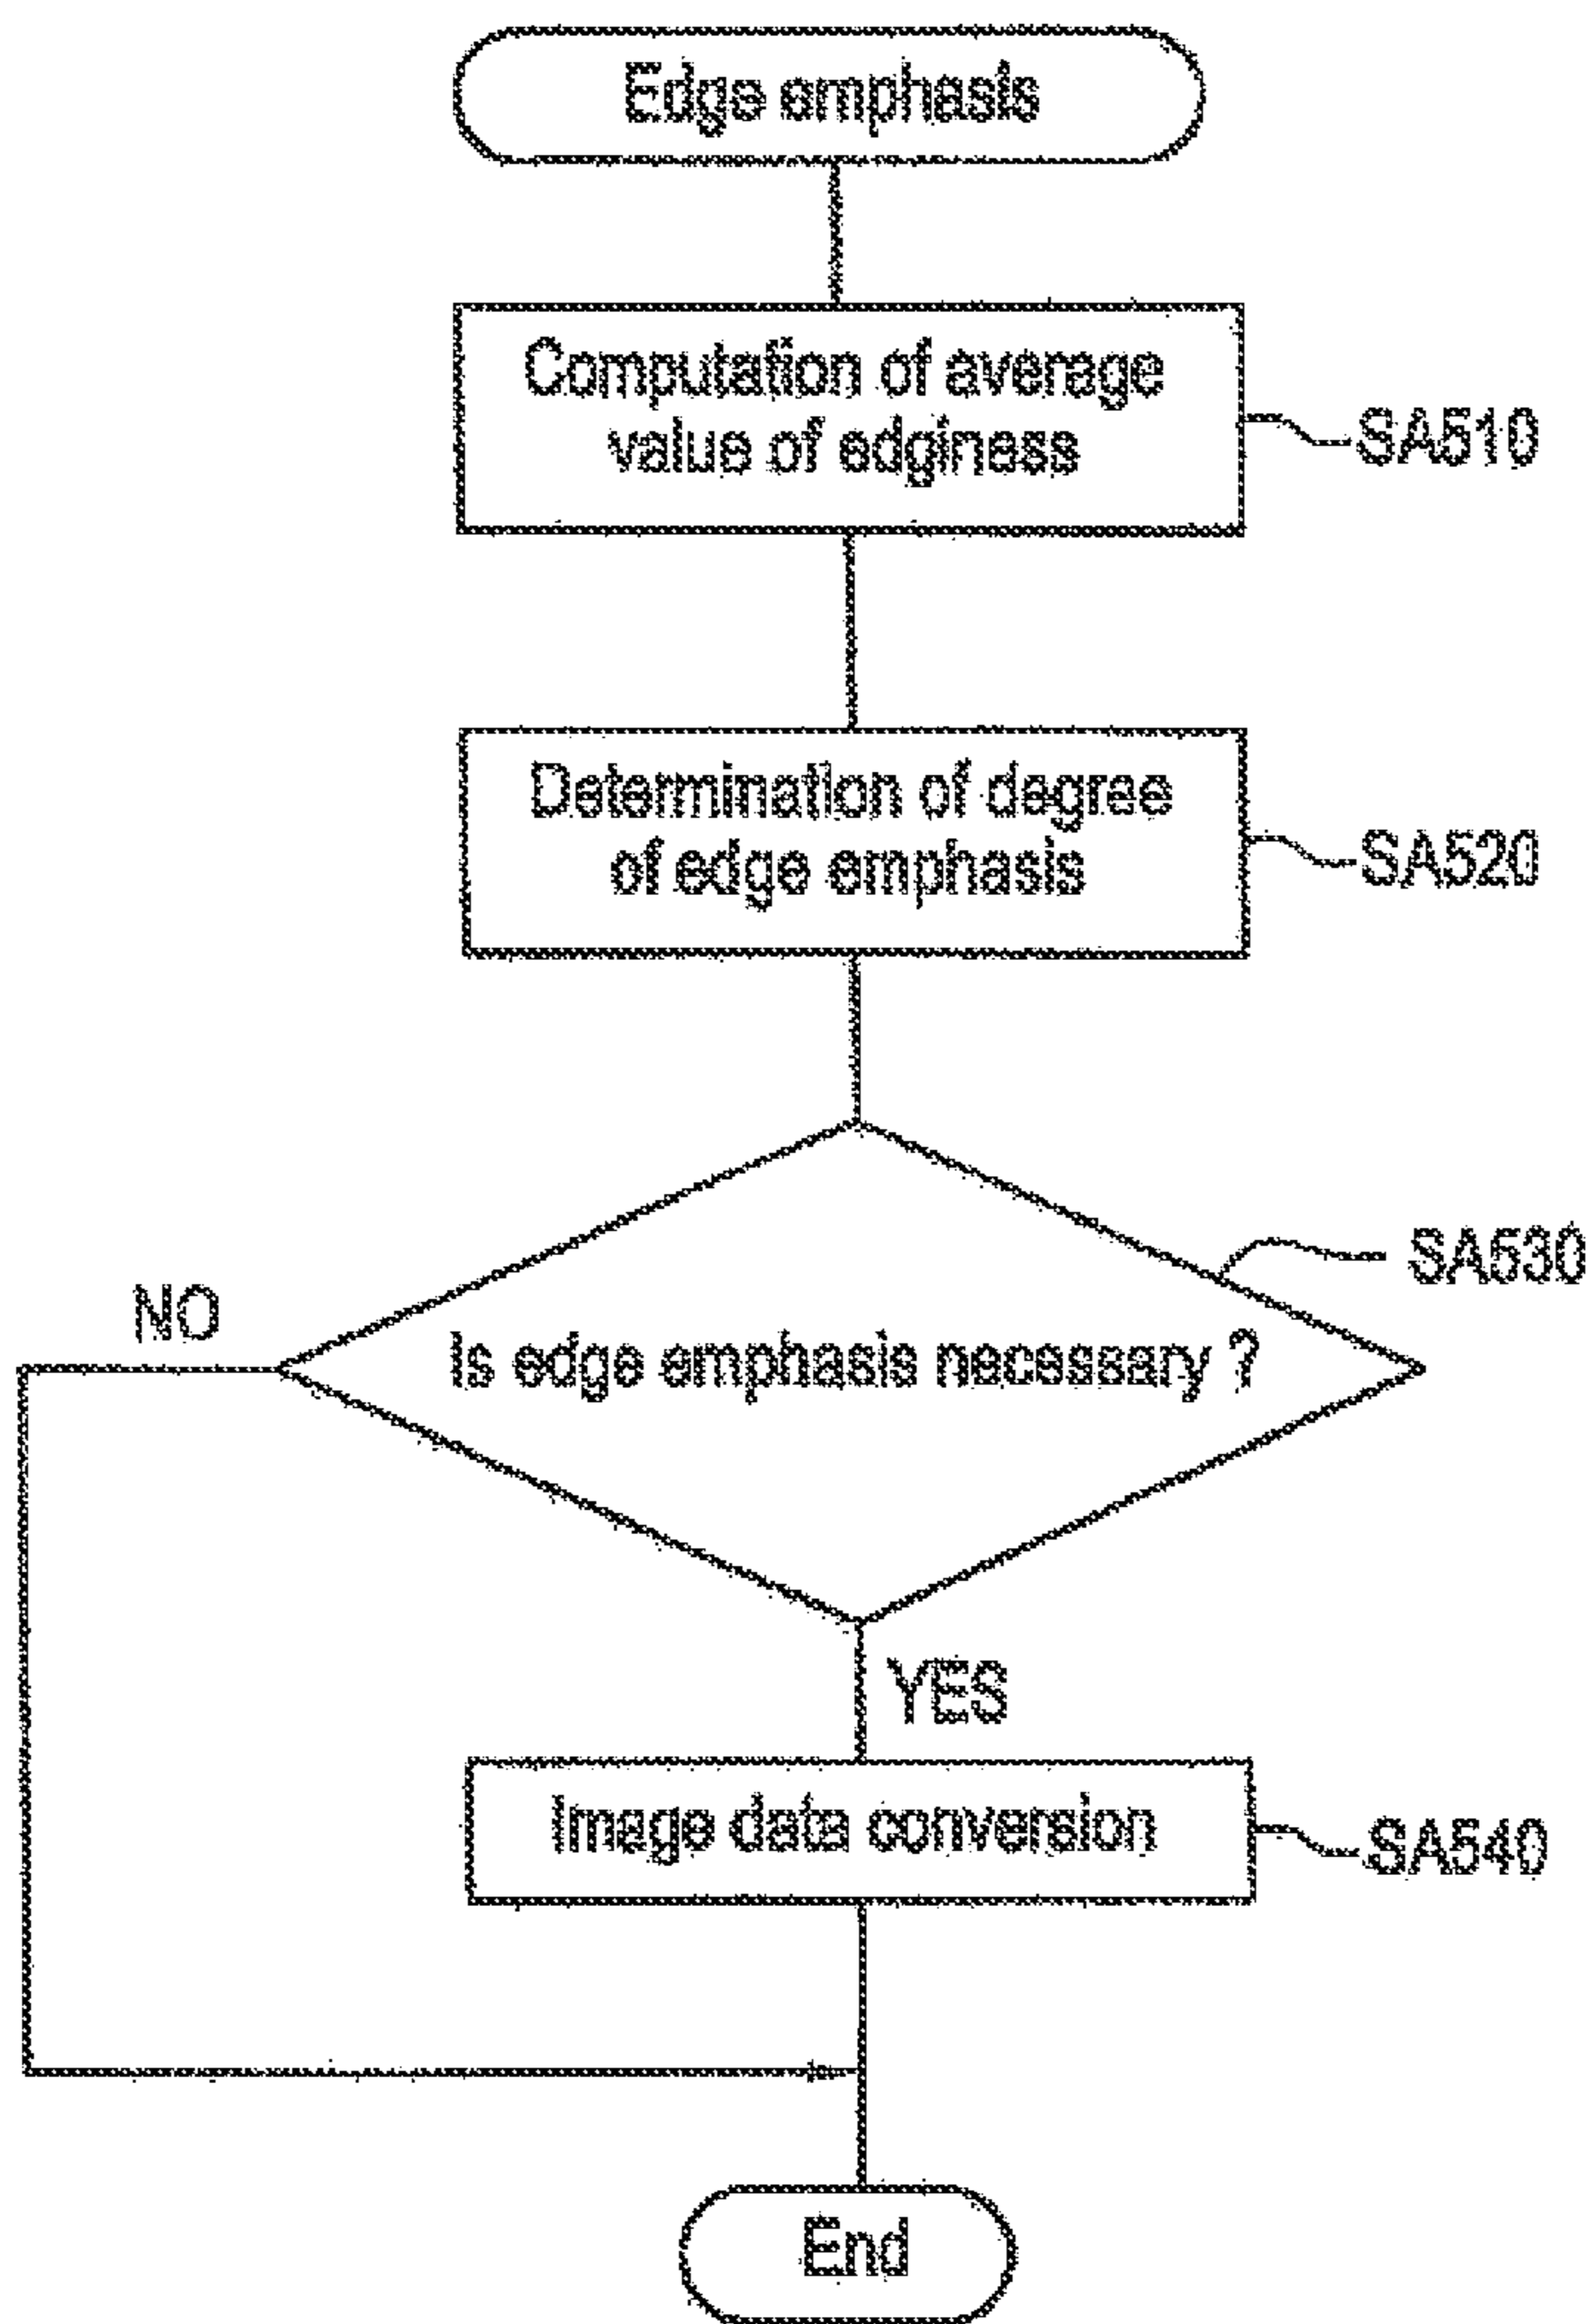 Edge emphasis
Computation of average
value of edginess
SA510
Determination of degree
of edge emphasis
SA520
SA530
NO
Is edge emphasis necessary ?
YES
Image data conversion
SA540
End